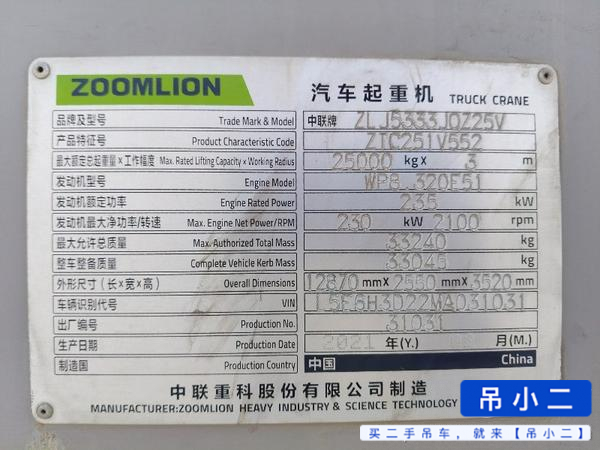 ZOOMLION
汽车起重机 TRUCK CRANE
品牌及型号 Trade Mark & Model 中联牌 ZLJ5333JQZ25V
产品特征号 Product Characteristic Code ZTC251V552
最大额定总起重量×工作幅度 Max. Rated Lifting Capacity × Working Radius 25000 kg× 3 m
发动机型号 Engine Model WP8.320E51
发动机额定功率 Engine Rated Power 235 kW
发动机最大净功率/转速 Max. Engine Net Power/RPM 230 kW 2100 rpm
最大允许总质量 Max. Authorized Total Mass 33240 kg
整车整备质量 Complete Vehicle Kerb Mass 33045 kg
外形尺寸（长×宽×高） Overall Dimensions 12870 mm× 2550 mm× 3520 mm
车辆识别代号 VIN L5E6H3D22MA031031
出厂编号 Production No. 31031
生产日期 Production Date 2021 年(Y.) 月(M.)
制造国 Production Country 中国 China
中联重科股份有限公司制造
MANUFACTURER:ZOOMLION HEAVY INDUSTRY & SCIENCE TECHNOLOGY
吊小二
买二手吊车，就来【吊小二】